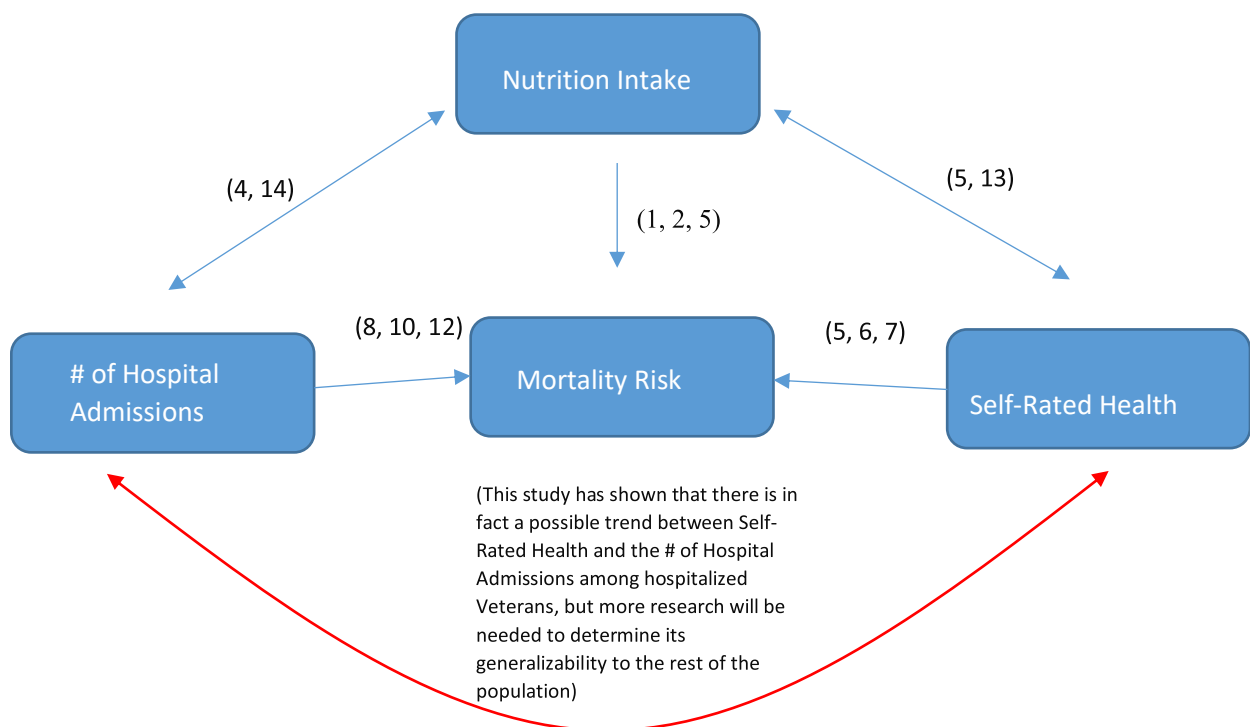 Nutrition Intake
(4, 14)
(5, 13)
(1, 2, 5)
(8, 10, 12)
(5, 6, 7)
# of Hospital
Admissions
Mortality Risk
Self-Rated Health
(This study has shown that there is in
fact a possible trend between Self-
Rated Health and the # of Hospital
Admissions among hospitalized
Veterans, but more research will be
needed to determine its
generalizability to the rest of the
population)